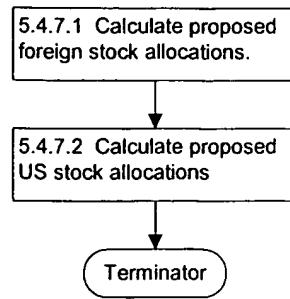 5.4.7.1 Calculate proposed
foreign stock allocations.
5.4.7.2 Calculate proposed
US stock allocations
Terminator